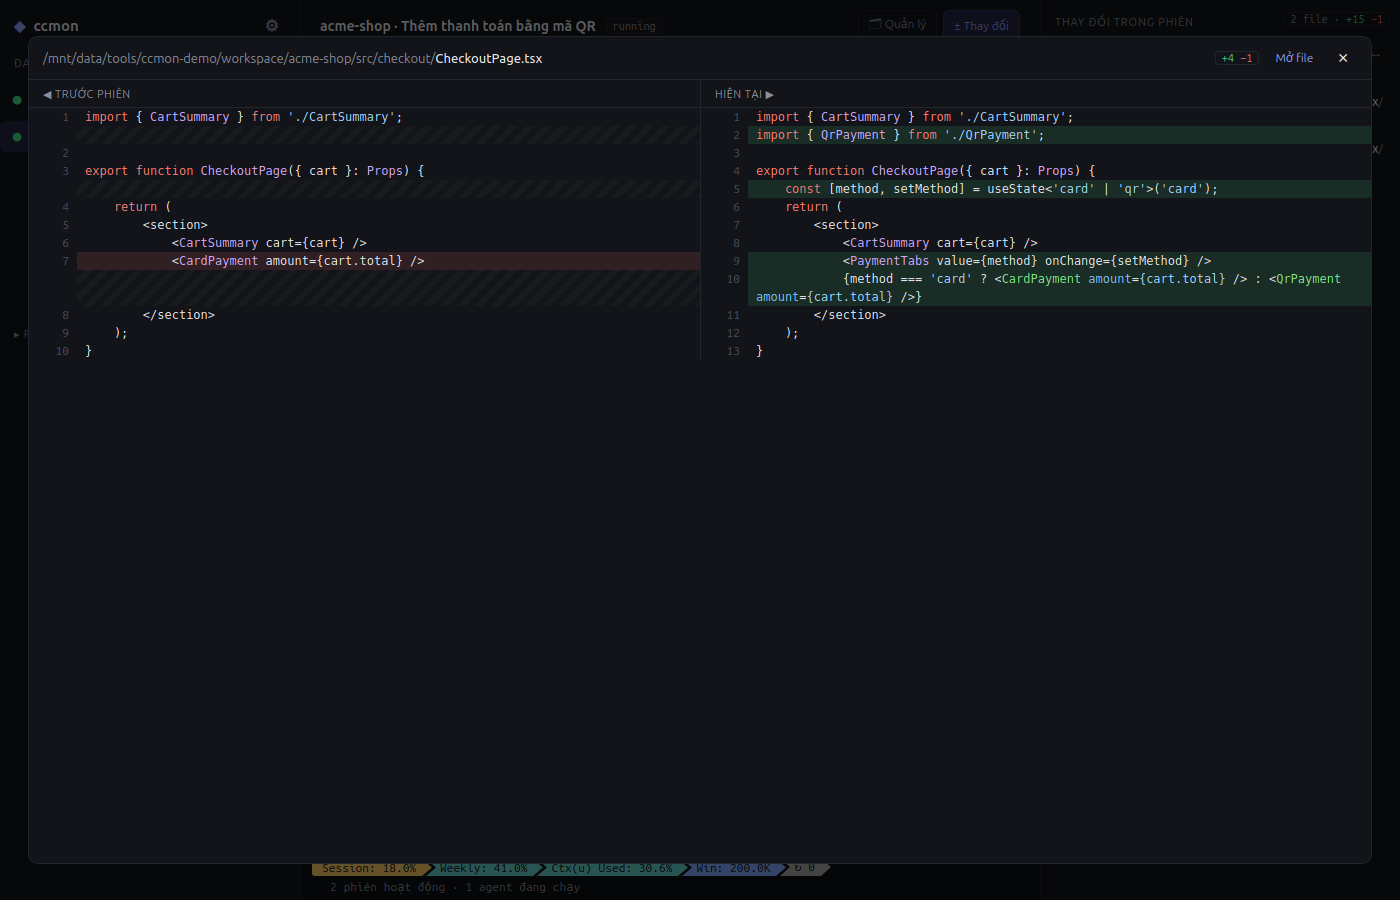 ◆ ccmon ⚙
acme-shop · Thêm thanh toán bằng mã QR running
Quản lý
± Thay đổi
THAY ĐỔI TRONG PHIÊN
2 file · +15 −1
/mnt/data/tools/ccmon-demo/workspace/acme-shop/src/checkout/CheckoutPage.tsx
+4 −1 Mở file ✕
◀ TRƯỚC PHIÊN
1 import { CartSummary } from './CartSummary';
2
3 export function CheckoutPage({ cart }: Props) {
4     return (
5         <section>
6             <CartSummary cart={cart} />
7             <CardPayment amount={cart.total} />
8         </section>
9     );
10 }
HIỆN TẠI ▶
1 import { CartSummary } from './CartSummary';
2 import { QrPayment } from './QrPayment';
3
4 export function CheckoutPage({ cart }: Props) {
5     const [method, setMethod] = useState<'card' | 'qr'>('card');
6     return (
7         <section>
8             <CartSummary cart={cart} />
9             <PaymentTabs value={method} onChange={setMethod} />
10             {method === 'card' ? <CardPayment amount={cart.total} /> : <QrPayment
amount={cart.total} />}
11         </section>
12     );
13 }
Session: 18.0% Weekly: 41.0% Ctx(u) Used: 30.6% Win: 200.0K ↻ 0
2 phiên hoạt động · 1 agent đang chạy